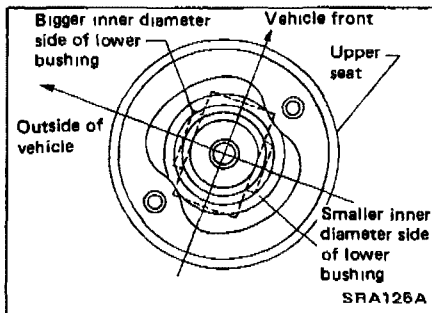 Bigger inner diameter
side of lower
bushing
Vehicle front
Upper
seat
Outside of
vehicle
Smaller inner
diameter side
of lower
bushing
SRA126A